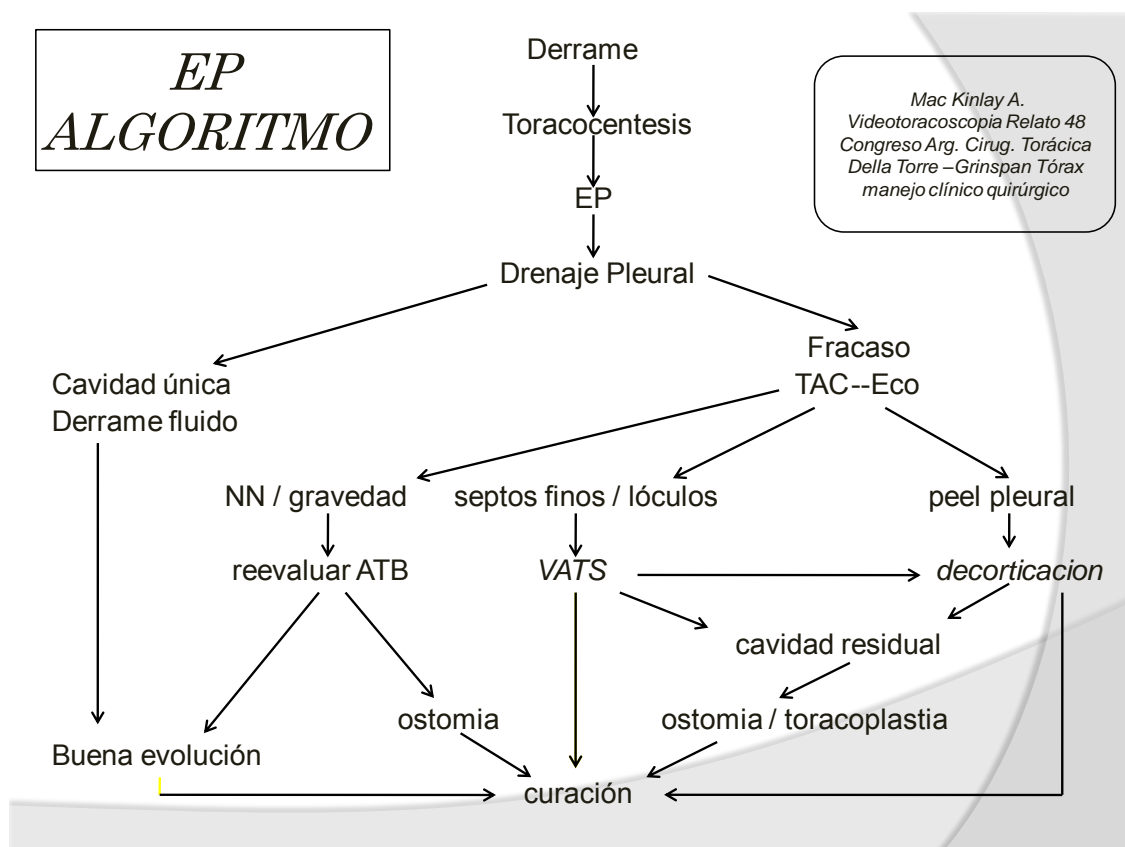 EP
ALGORITMO
Derrame
Mac Kinlay A.
Videotoracoscopia Relato 48
Congreso Arg. Cirug. Torácica
Della Torre –Grinspan Tórax
manejo clínico quirúrgico
Toracocentesis
EP
Drenaje Pleural
Fracaso
TAC--Eco
Cavidad única
Derrame fluido
NN / gravedad
septos finos / lóculos
peel pleural
reevaluar ATB
VATS
decorticacion
cavidad residual
ostomia
ostomia / toracoplastia
Buena evolución
curación